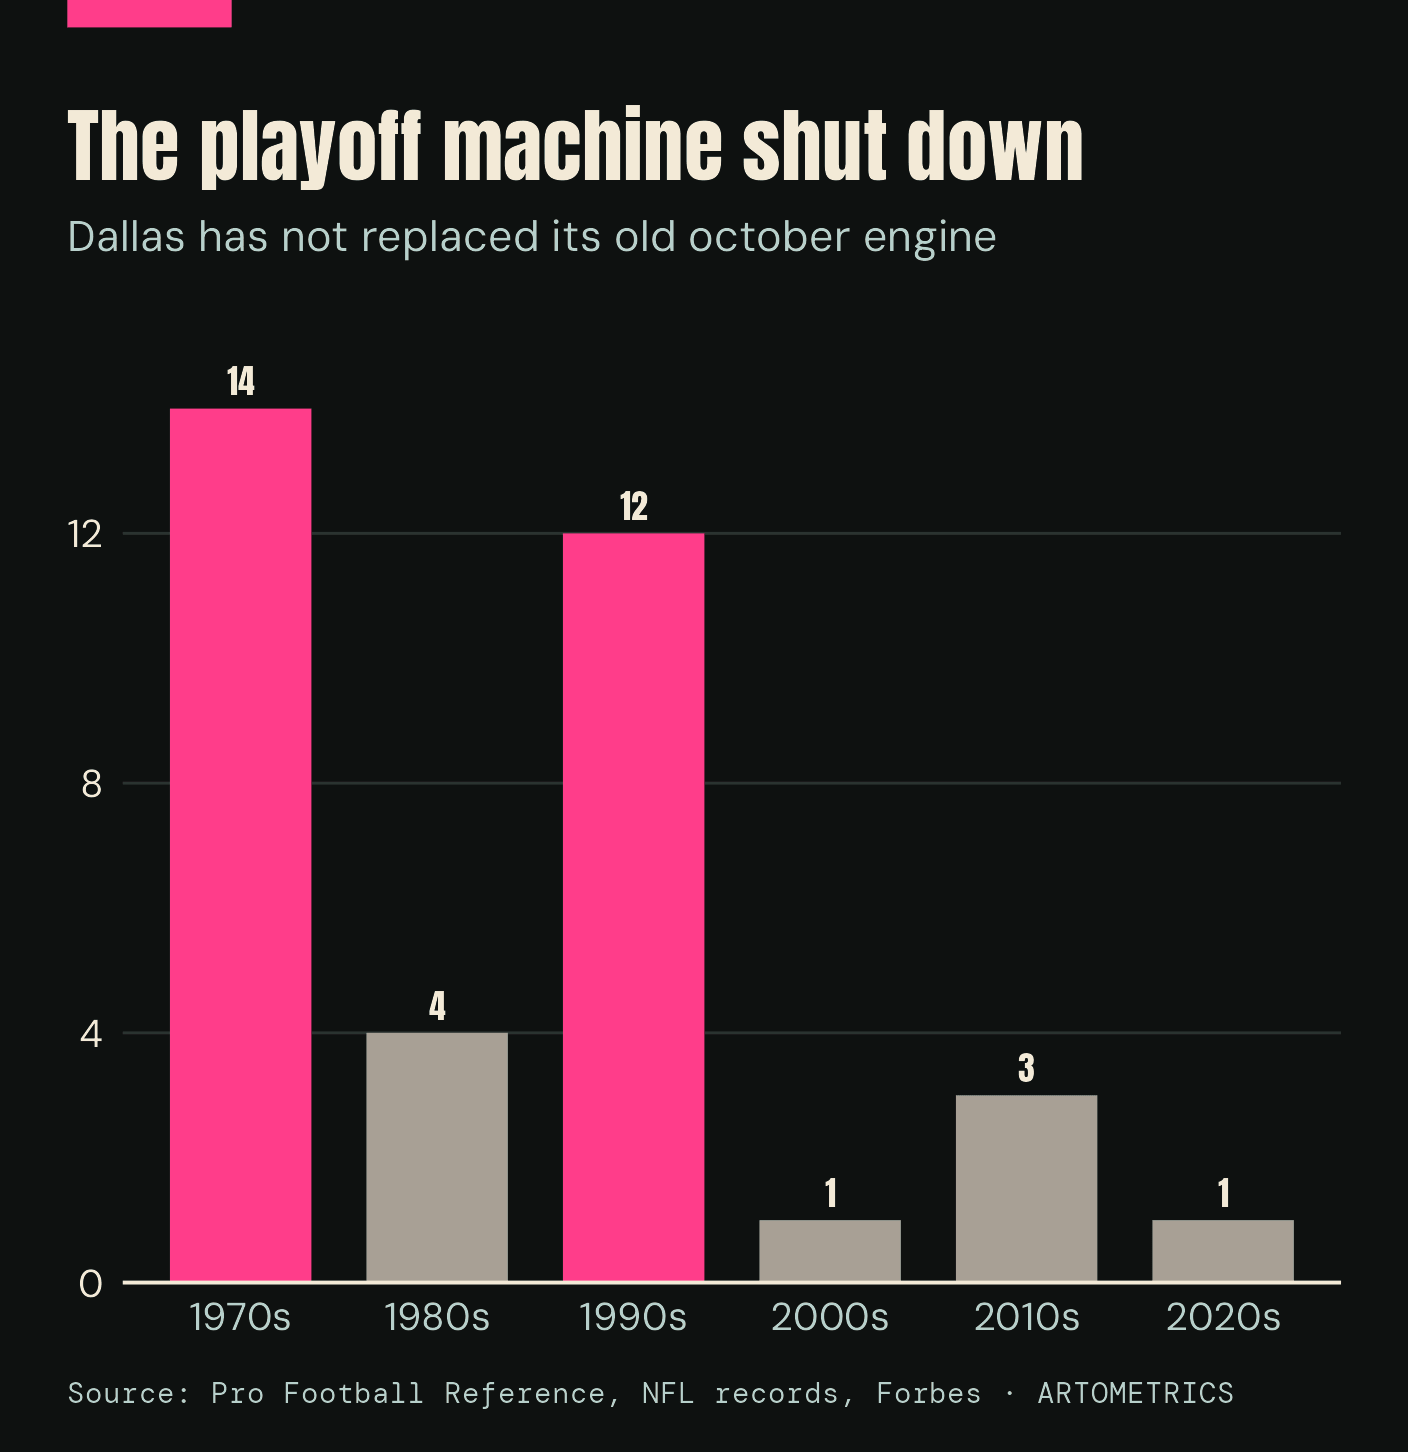 The playoff machine shut down
Dallas has not replaced its old october engine
14
12
12
8
4
4
3
1
1
0
1970s 1980s 1990s 2000s 2010s 2020s
Source: Pro Football Reference, NFL records, Forbes · ARTOMETRICS